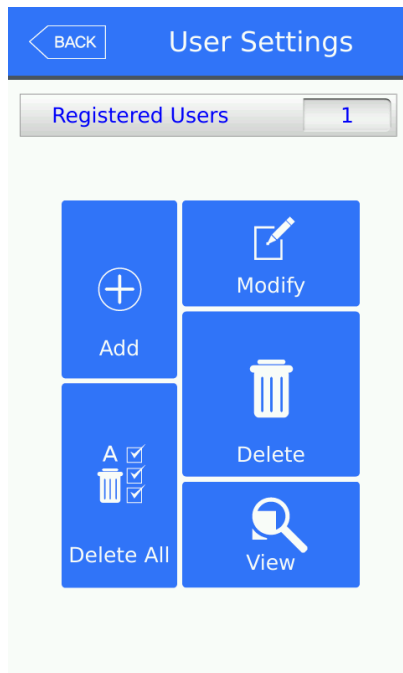 BACK
User Settings
Registered Users 1
Modify
Add
Delete
A
Delete All
View